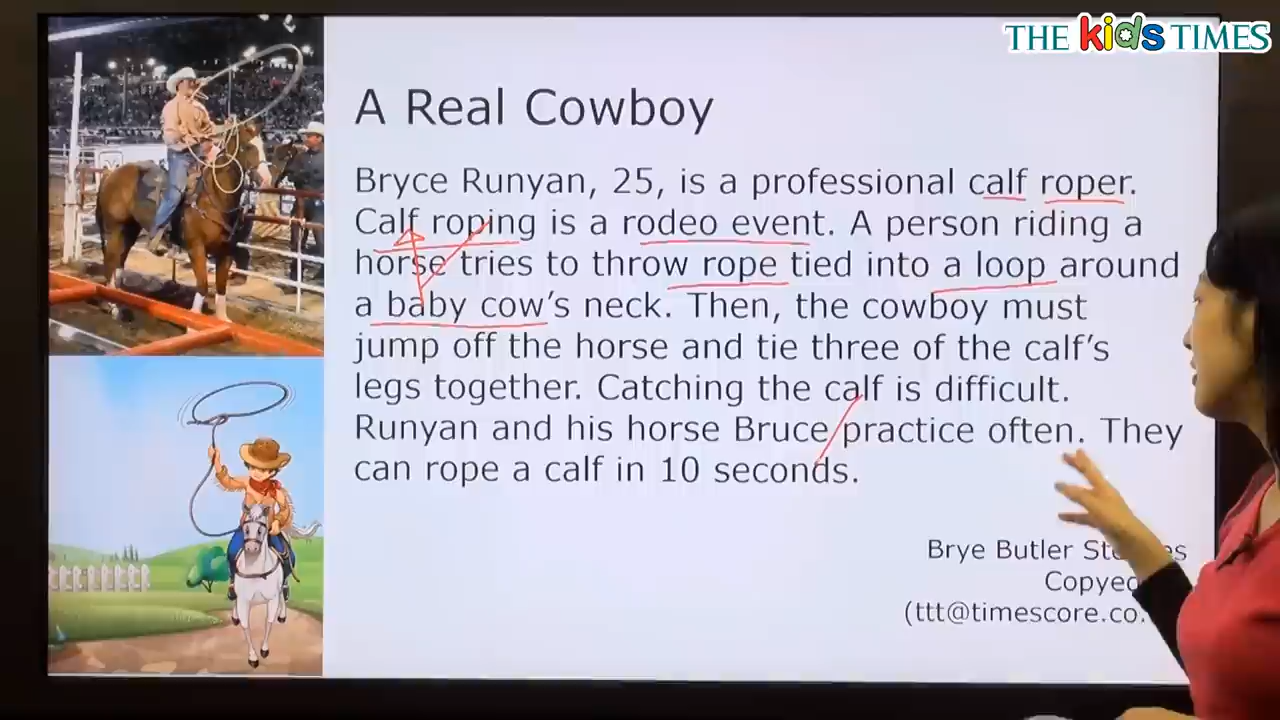 THE kids TIMES
A Real Cowboy
Bryce Runyan, 25, is a professional calf roper.
Calf roping is a rodeo event. A person riding a
horse tries to throw rope tied into a loop around
a baby cow's neck. Then, the cowboy must
jump off the horse and tie three of the calf's
legs together. Catching the calf is difficult.
Runyan and his horse Bruce practice often. They
can rope a calf in 10 seconds.
Brye Butler
(ttt@timescore.co.